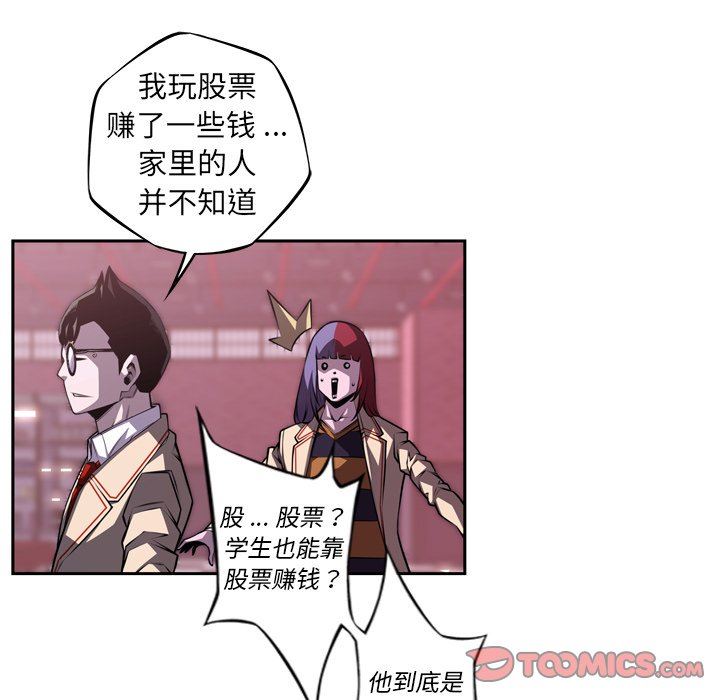 我玩股票
赚了一些钱...
家里的人
并不知道
股...股票？
学生也能靠
股票赚钱？
他到底是
TOOMICS.COM